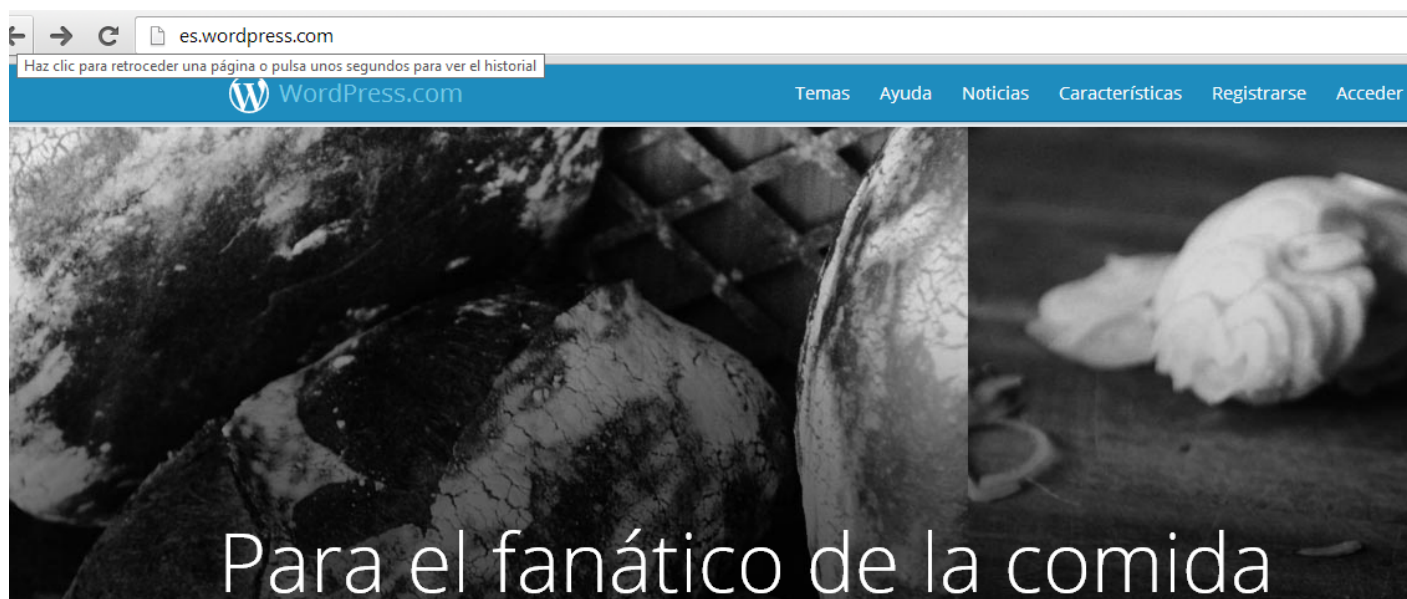 es.wordpress.com
Haz clic para retroceder una página o pulsa unos segundos para ver el historial
WordPress.com Temas Ayuda Noticias Características Registrarse Acceder
Para el fanático de la comida